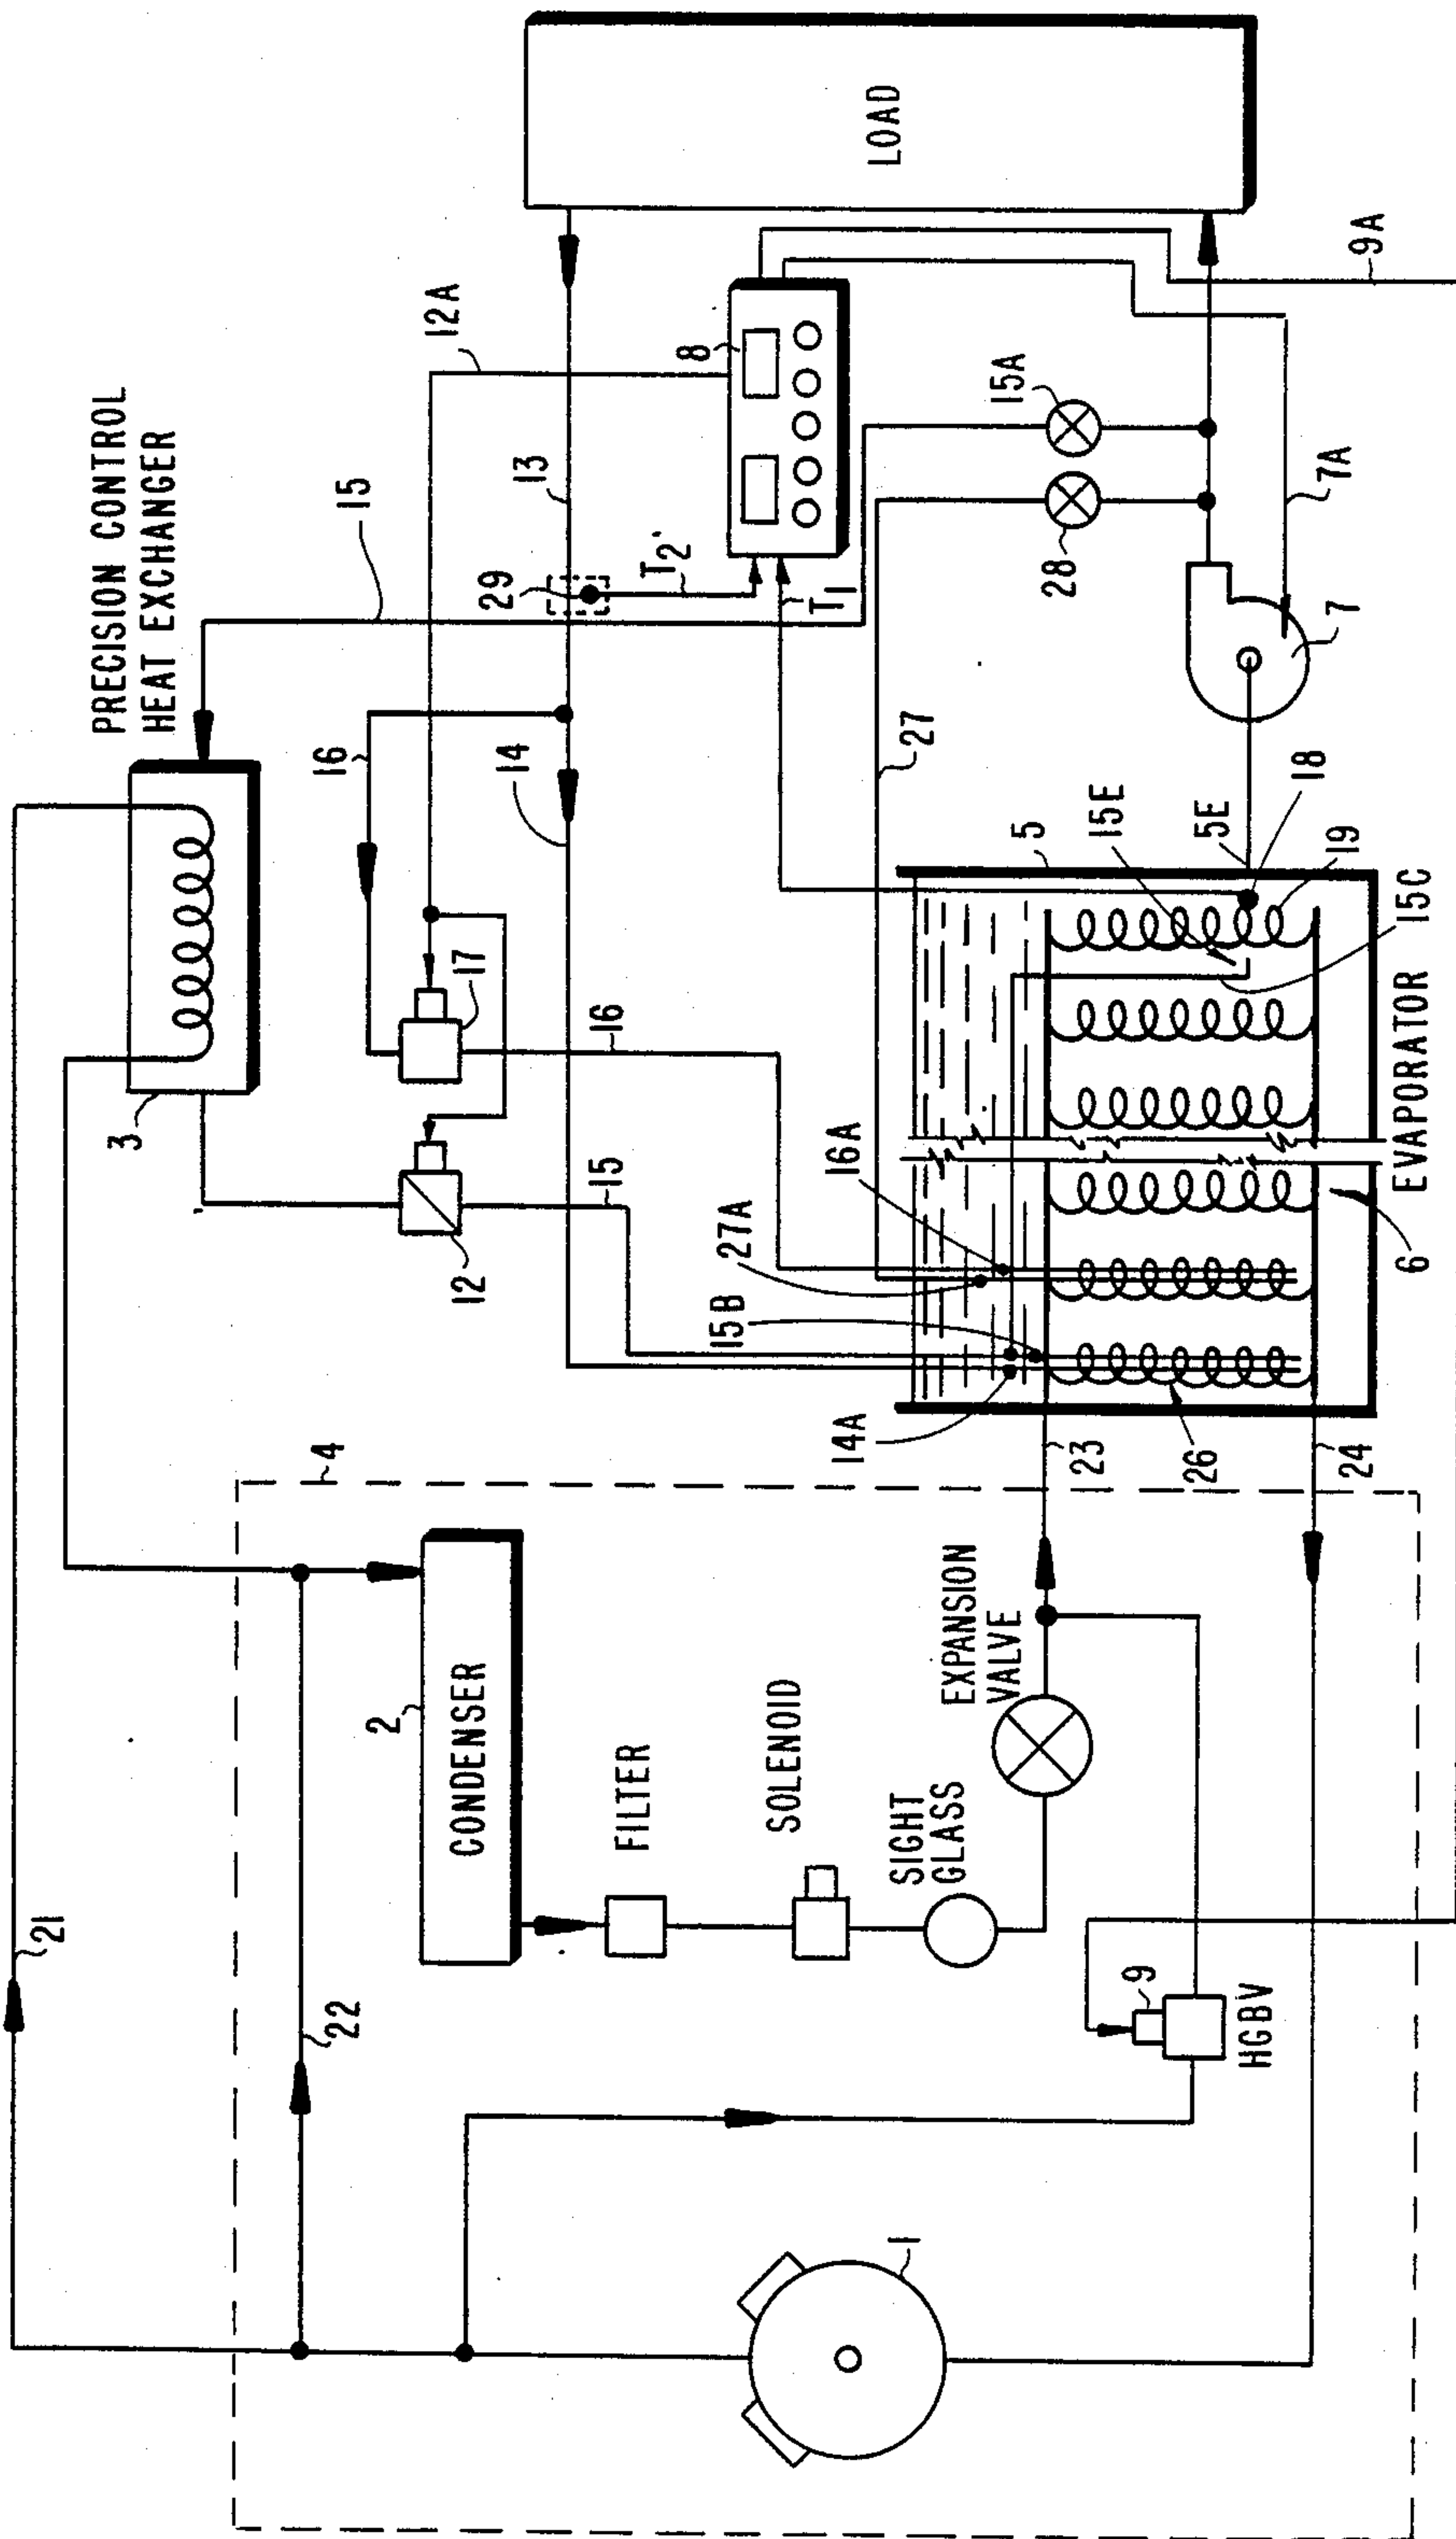 PRECISION CONTROL
HEAT EXCHANGER
21
3
15
16
12A
13
14
17
12
15
16
29
T2'
T1
8
LOAD
9A
15A
28
7A
7
27
5
15E
5E
18
19
15C
16A
27A
15B
14A
EVAPORATOR
6
26
23
24
4
22
2
CONDENSER
FILTER
SOLENOID
SIGHT
GLASS
EXPANSION
VALVE
9
HGBV
1